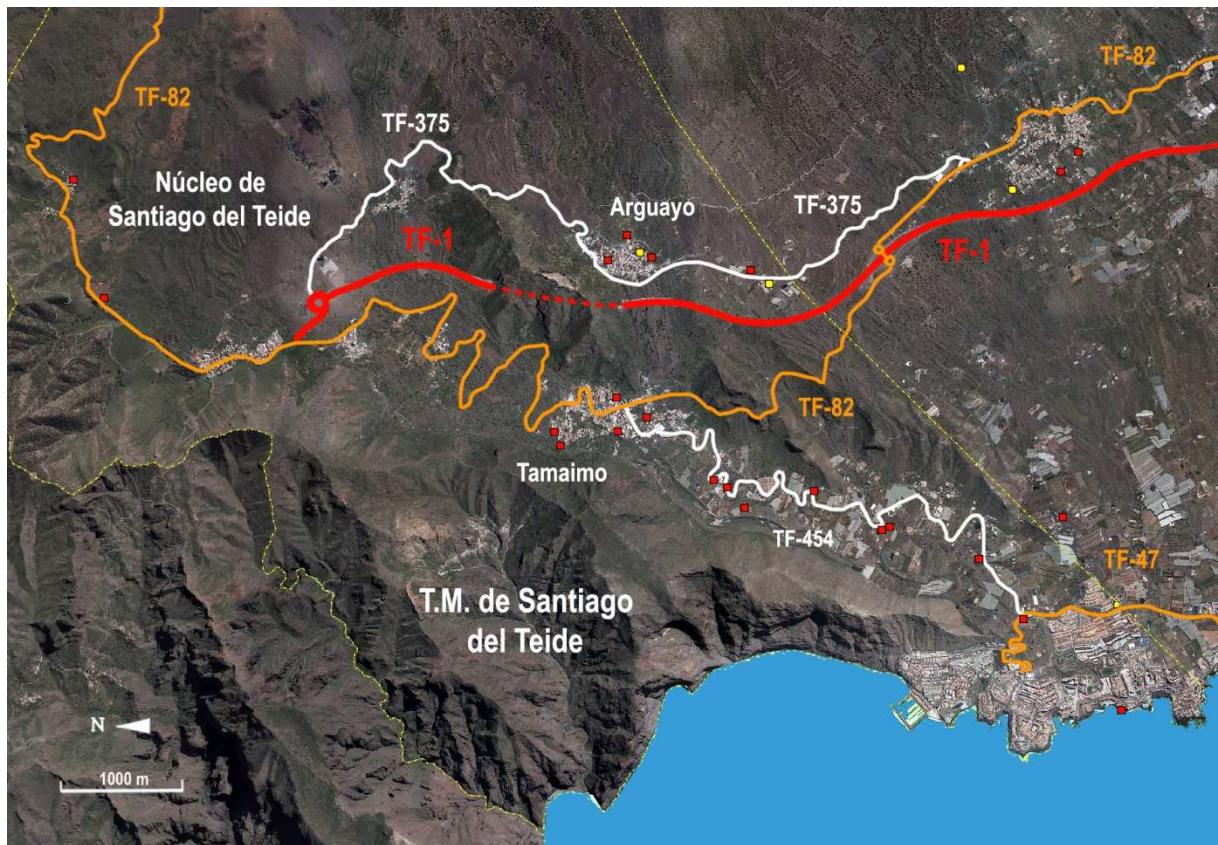 TF-82
TF-82
TF-375
Núcleo de
Santiago del Teide
Arguayo
TF-375
TF-1
TF-1
TF-82
Tamaimo
TF-454
TF-47
T.M. de Santiago
del Teide
N
1000 m